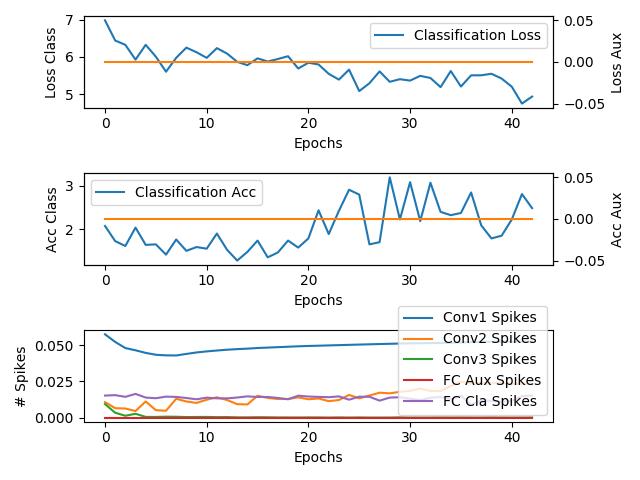 7
6
5
Loss Class
Classification Loss
0.05
0.00
−0.05
Loss Aux
0 10 20 30 40
Epochs
3
2
Acc Class
Classification Acc
0.05
0.00
−0.05
Acc Aux
0 10 20 30 40
Epochs
0.050
0.025
0.000
# Spikes
Conv1 Spikes
Conv2 Spikes
Conv3 Spikes
FC Aux Spikes
FC Cla Spikes
0 10 20 30 40
Epochs